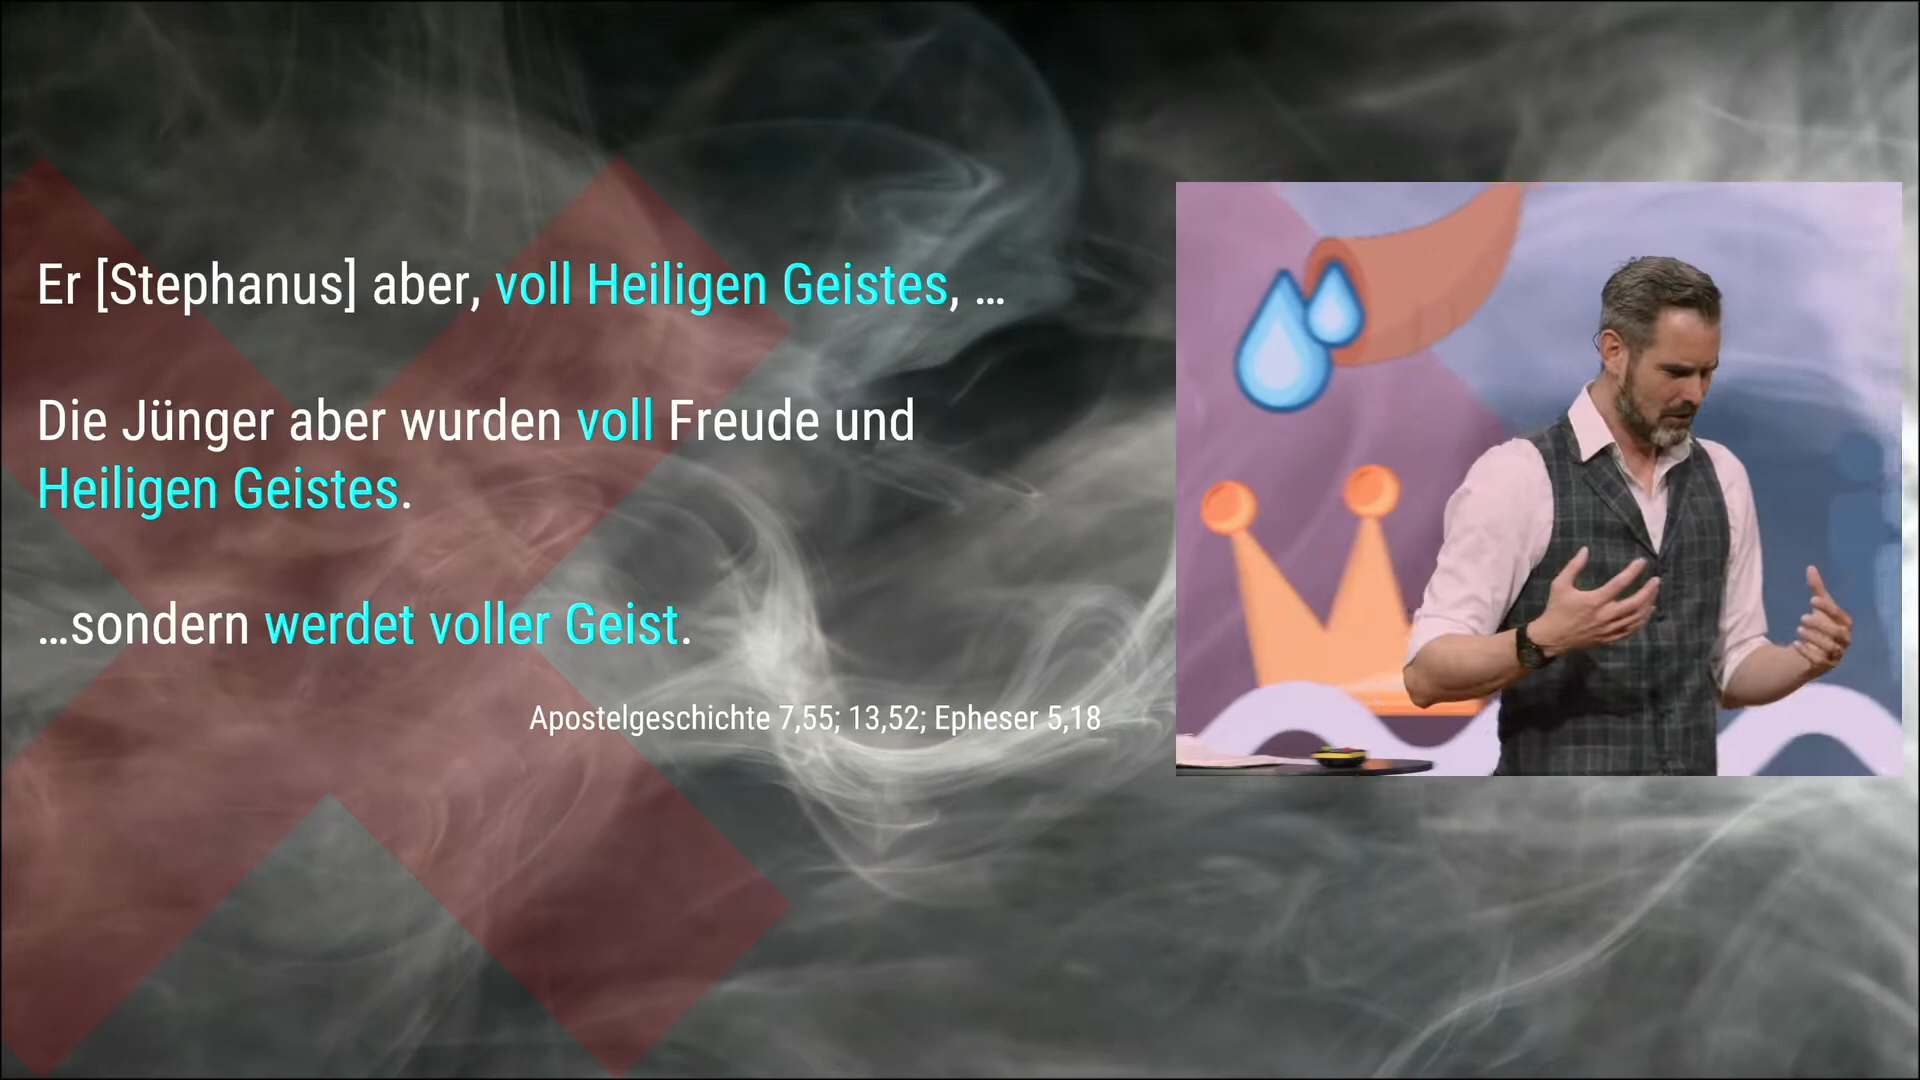 Er [Stephanus] aber, voll Heiligen Geistes, ...
Die Jünger aber wurden voll Freude und
Heiligen Geistes.
...sondern werdet voller Geist.
Apostelgeschichte 7,55; 13,52; Epheser 5,18